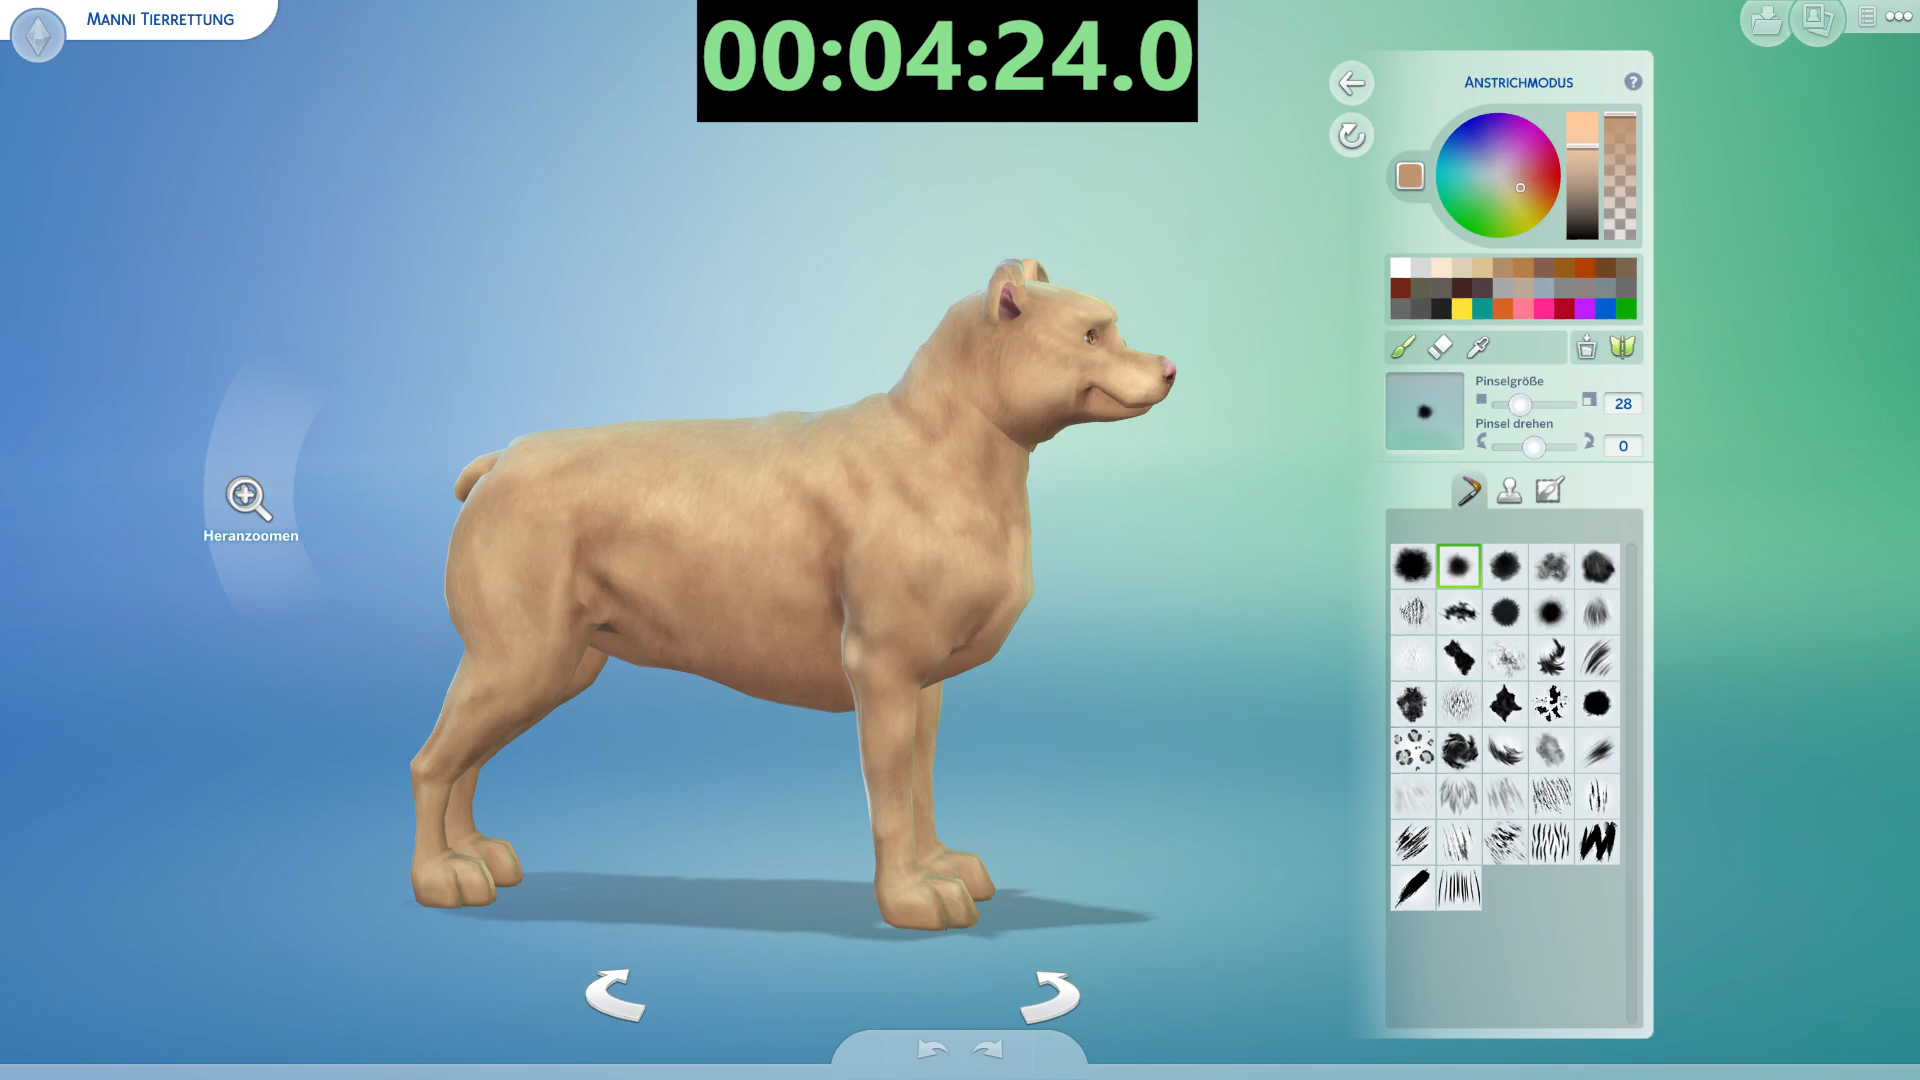 Manni Tierrettung
00:04:24.0
Anstrichmodus
?
Pinselgröße
28
Pinsel drehen
0
Heranzoomen